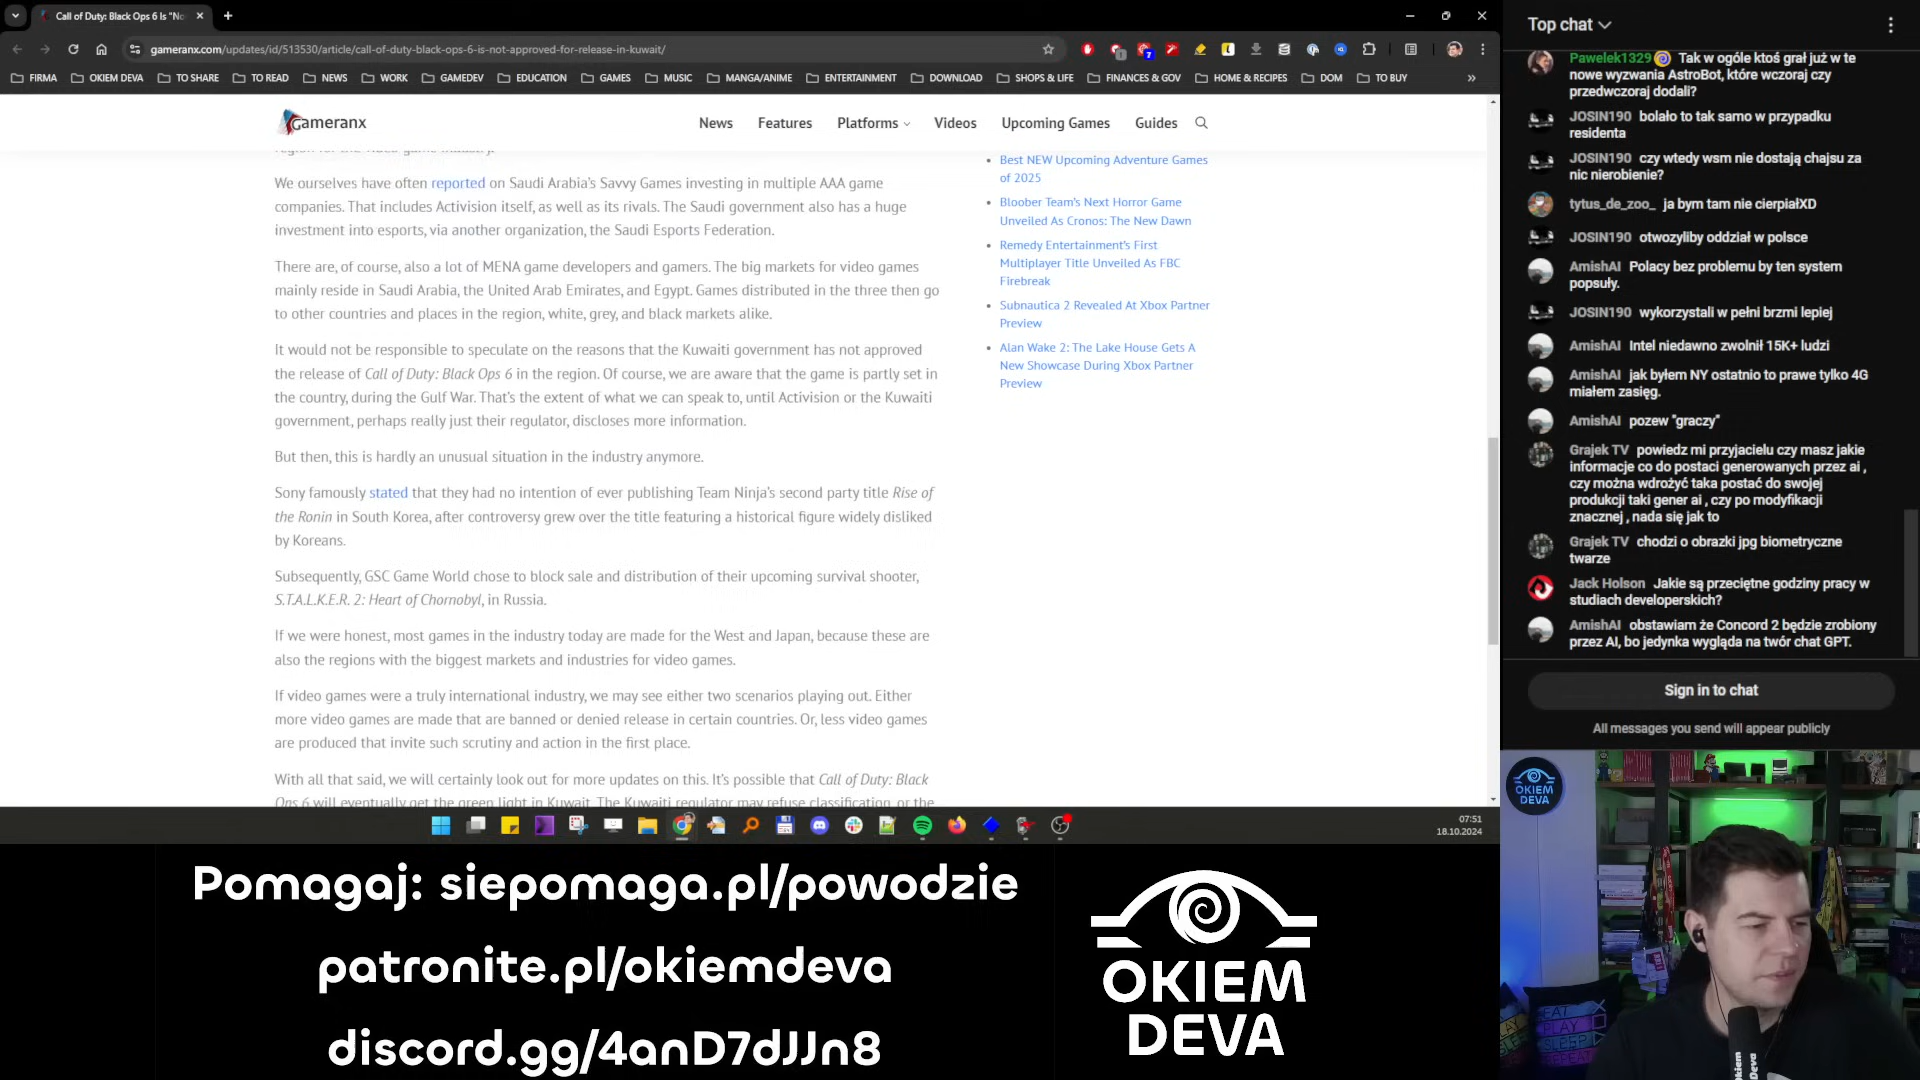 Call of Duty: Black Ops 6 Is "No
gameranx.com/updates/id/513530/article/call-of-duty-black-ops-6-is-not-approved-for-release-in-kuwait/
FIRMA
OKIEM DEVA
TO SHARE
TO READ
NEWS
WORK
GAMEDEV
EDUCATION
GAMES
MUSIC
MANGA/ANIME
ENTERTAINMENT
DOWNLOAD
SHOPS & LIFE
FINANCES & GOV
HOME & RECIPES
DOM
TO BUY
Gameranx
News
Features
Platforms
Videos
Upcoming Games
Guides
region for the video game industry.
We ourselves have often reported on Saudi Arabia's Savvy Games investing in multiple AAA game
companies. That includes Activision itself, as well as its rivals. The Saudi government also has a huge
investment into esports, via another organization, the Saudi Esports Federation.
There are, of course, also a lot of MENA game developers and gamers. The big markets for video games
mainly reside in Saudi Arabia, the United Arab Emirates, and Egypt. Games distributed in the three then go
to other countries and places in the region, white, grey, and black markets alike.
It would not be responsible to speculate on the reasons that the Kuwaiti government has not approved
the release of Call of Duty: Black Ops 6 in the region. Of course, we are aware that the game is partly set in
the country, during the Gulf War. That's the extent of what we can speak to, until Activision or the Kuwaiti
government, perhaps really just their regulator, discloses more information.
But then, this is hardly an unusual situation in the industry anymore.
Sony famously stated that they had no intention of ever publishing Team Ninja's second party title Rise of
the Ronin in South Korea, after controversy grew over the title featuring a historical figure widely disliked
by Koreans.
Subsequently, GSC Game World chose to block sale and distribution of their upcoming survival shooter,
S.T.A.L.K.E.R. 2: Heart of Chornobyl, in Russia.
If we were honest, most games in the industry today are made for the West and Japan, because these are
also the regions with the biggest markets and industries for video games.
If video games were a truly international industry, we may see either two scenarios playing out. Either
more video games are made that are banned or denied release in certain countries. Or, less video games
are produced that invite such scrutiny and action in the first place.
With all that said, we will certainly look out for more updates on this. It's possible that Call of Duty: Black
Ops 6 will eventually get the green light in Kuwait. The Kuwaiti regulator may refuse classification, or the
Best NEW Upcoming Adventure Games
of 2025
Bloober Team's Next Horror Game
Unveiled As Cronos: The New Dawn
Remedy Entertainment's First
Multiplayer Title Unveiled As FBC
Firebreak
Subnautica 2 Revealed At Xbox Partner
Preview
Alan Wake 2: The Lake House Gets A
New Showcase During Xbox Partner
Preview
07:51
18.10.2024
Top chat
Pawelek1329 Tak w ogóle ktoś grał już w te
nowe wyzwania AstroBot, które wczoraj czy
przedwczoraj dodali?
JOSIN190 bolało to tak samo w przypadku
residenta
JOSIN190 czy wtedy wsm nie dostają chajsu za
nic nierobienie?
tytus_de_zoo_ ja bym tam nie cierpiałXD
JOSIN190 otwozyliby oddział w polsce
AmishAI Polacy bez problemu by ten system
popsuły.
JOSIN190 wykorzystali w pełni brzmi lepiej
AmishAI Intel niedawno zwolnił 15K+ ludzi
AmishAI jak byłem NY ostatnio to prawe tylko 4G
miałem zasięg.
AmishAI pozew "graczy"
Grajek TV powiedz mi przyjacielu czy masz jakie
informacje co do postaci generowanych przez ai ,
czy można wdrożyć taka postać do swojej
produkcji taki gener ai , czy po modyfikacji
znacznej , nada się jak to
Grajek TV chodzi o obrazki jpg biometryczne
twarze
Jack Holson Jakie są przeciętne godziny pracy w
studiach developerskich?
AmishAI obstawiam że Concord 2 będzie zrobiony
przez AI, bo jedynka wygląda na twór chat GPT.
Sign in to chat
All messages you send will appear publicly
OKIEM
DEVA
Pomagaj: siepomaga.pl/powodzie
patronite.pl/okiemdeva
discord.gg/4anD7dJJn8
OKIEM
DEVA
EAT
PLAY
SLEEP
Okiem
Deva